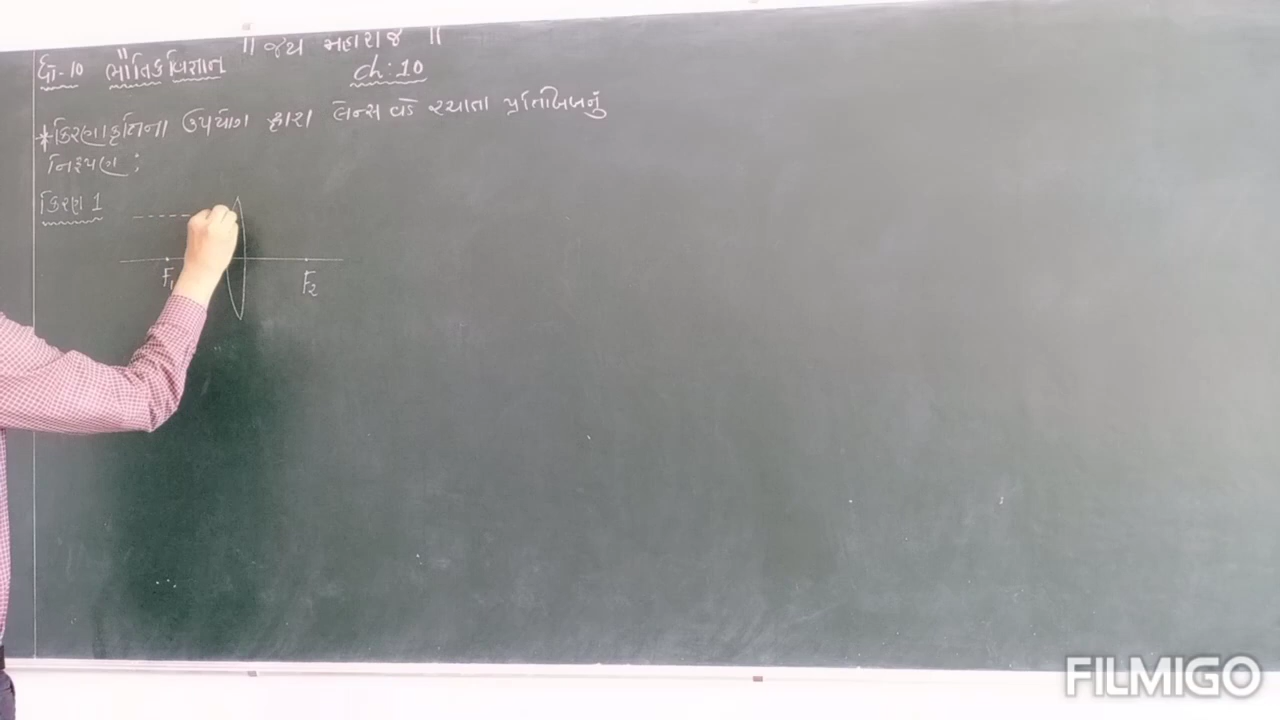 ॥ જય મહારાજ ॥
ધો-10 ભૌતિકવિજ્ઞાન ch:10
*કિરણાકૃતિના ઉપયોગ દ્વારા લેન્સ વડે રચાતા પ્રતિબિંબનું
નિરૂપણ:
કિરણ 1
F₁ F₂
FILMIGO